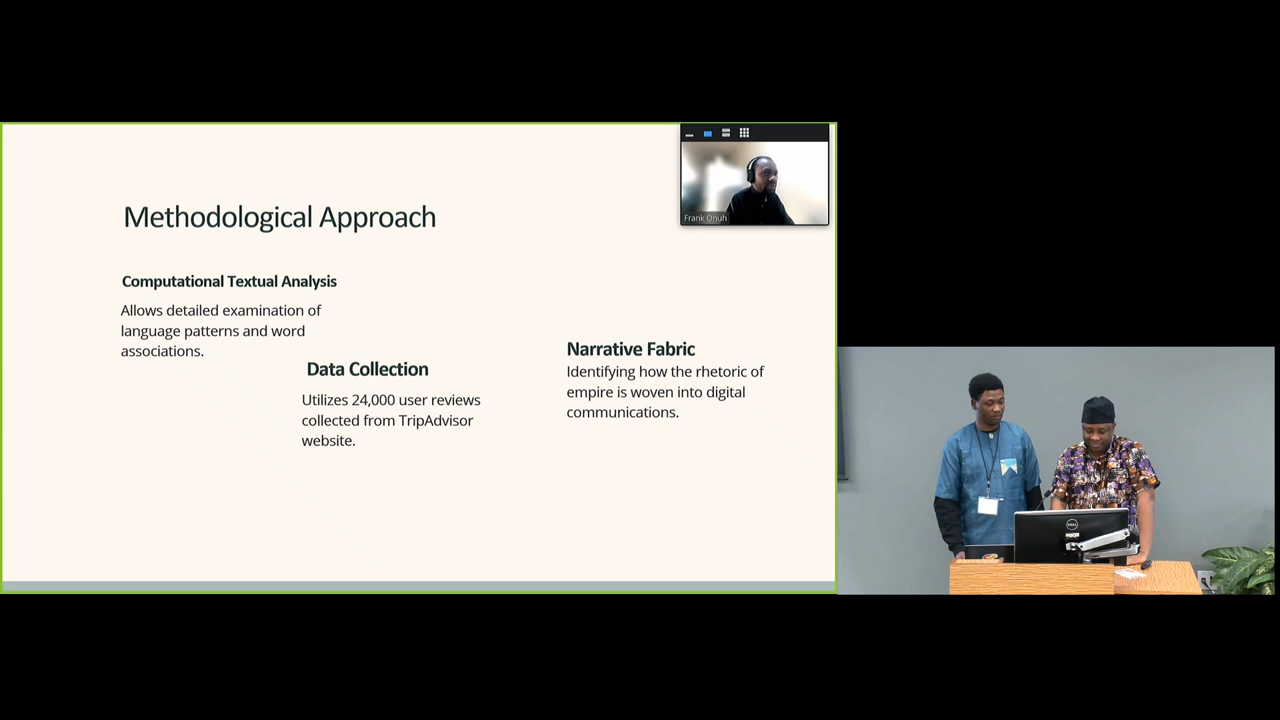 Methodological Approach
Computational Textual Analysis
Allows detailed examination of
language patterns and word
associations.
Data Collection
Utilizes 24,000 user reviews
collected from TripAdvisor
website.
Narrative Fabric
Identifying how the rhetoric of
empire is woven into digital
communications.
Frank Onuh
DELL